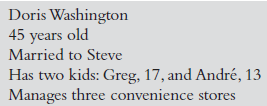 Doris Washington
45 years old
Married to Steve
Has two kids: Greg, 17, and André, 13
Manages three convenience stores